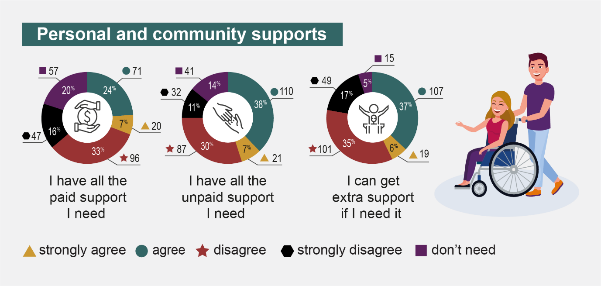 Personal and community supports
57
71
20%
24%
7%
20
16%
47
33%
96
I have all the
paid support
I need
41
32
14%
110
11%
38%
7%
30%
87
21
I have all the
unpaid support
I need
15
49
5%
107
17%
37%
6%
35%
101
19
I can get
extra support
if I need it
strongly agree agree disagree strongly disagree don't need